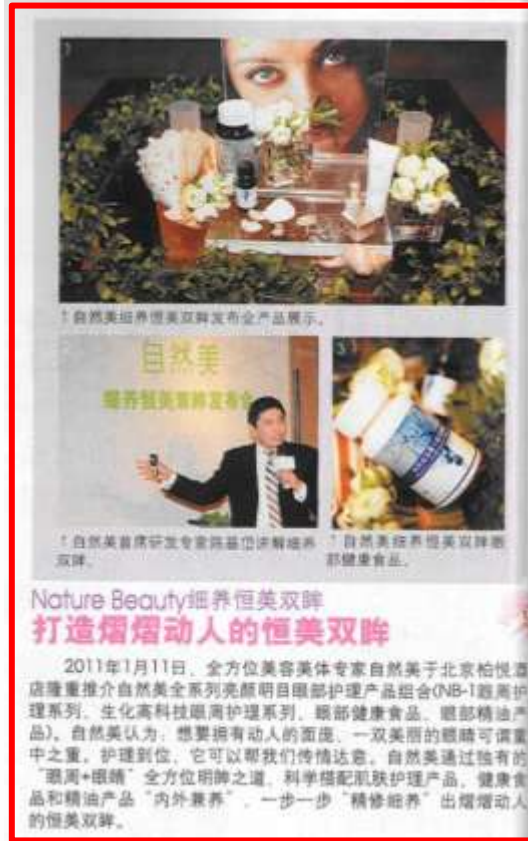 ↑自然美细养恒美双眸发布会产品展示。
自然美
细养恒美双眸发布会
↑自然美首席研发专家陈基岱讲解细养
双眸。
↑自然美细养恒美双眸眼
部健康食品。
Nature Beauty细养恒美双眸
打造熠熠动人的恒美双眸
2011年1月11日，全方位美容美体专家自然美于北京柏悦酒
店隆重推介自然美全系列亮颜明目眼部护理产品组合(NB-1眼周护
理系列、生化高科技眼周护理系列、眼部健康食品、眼部精油产
品)。自然美认为，想要拥有动人的面庞，一双美丽的眼睛可谓重
中之重。护理到位，它可以帮我们传情达意。自然美通过独有的
“眼周+眼睛”全方位明眸之道，科学搭配肌肤护理产品、健康食
品和精油产品“内外兼养”，一步一步“精修细养”出熠熠动人
的恒美双眸。